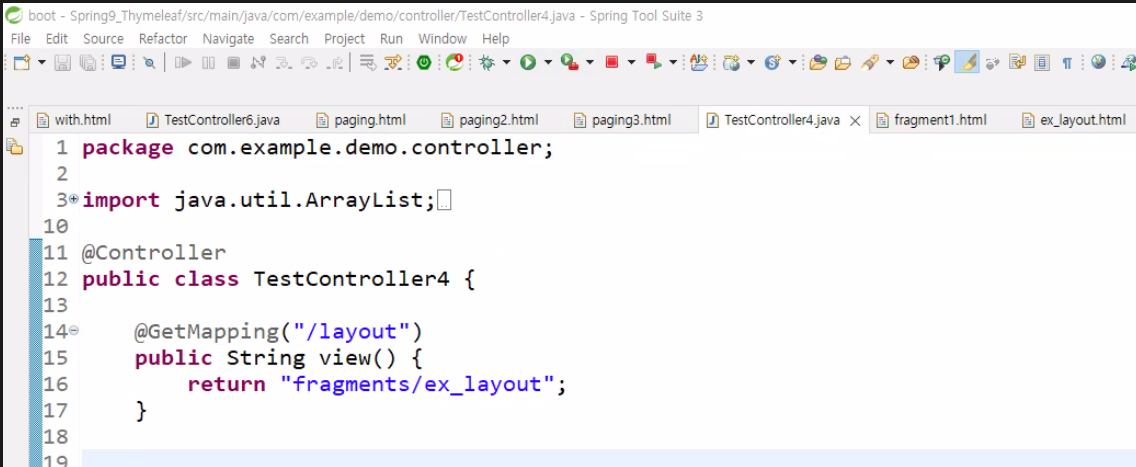 boot - Spring9_Thymeleaf/src/main/java/com/example/demo/controller/TestController4.java - Spring Tool Suite 3
File Edit Source Refactor Navigate Search Project Run Window Help
with.html TestController6.java paging.html paging2.html paging3.html TestController4.java fragment1.html ex_layout.html
1 package com.example.demo.controller;
2
3 import java.util.ArrayList;
10
11 @Controller
12 public class TestController4 {
13
14 @GetMapping("/layout")
15 public String view() {
16 return "fragments/ex_layout";
17 }
18
19